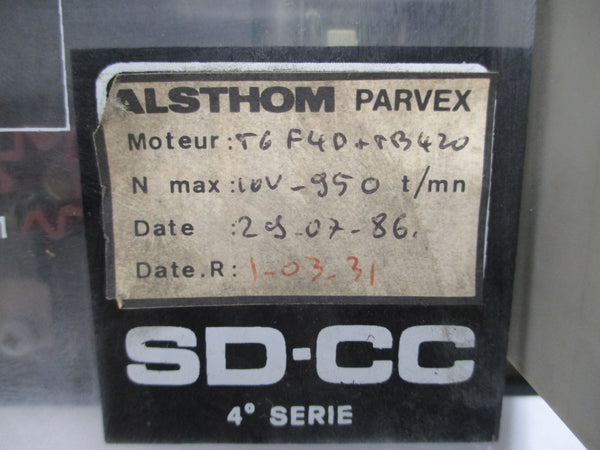 ALSTHOM PARVEX
Moteur : T6 F4D + TB420
N max : 10V - 950 t/mn
Date : 29-07-86.
Date.R : 1-03-31
SD-CC
4° SERIE